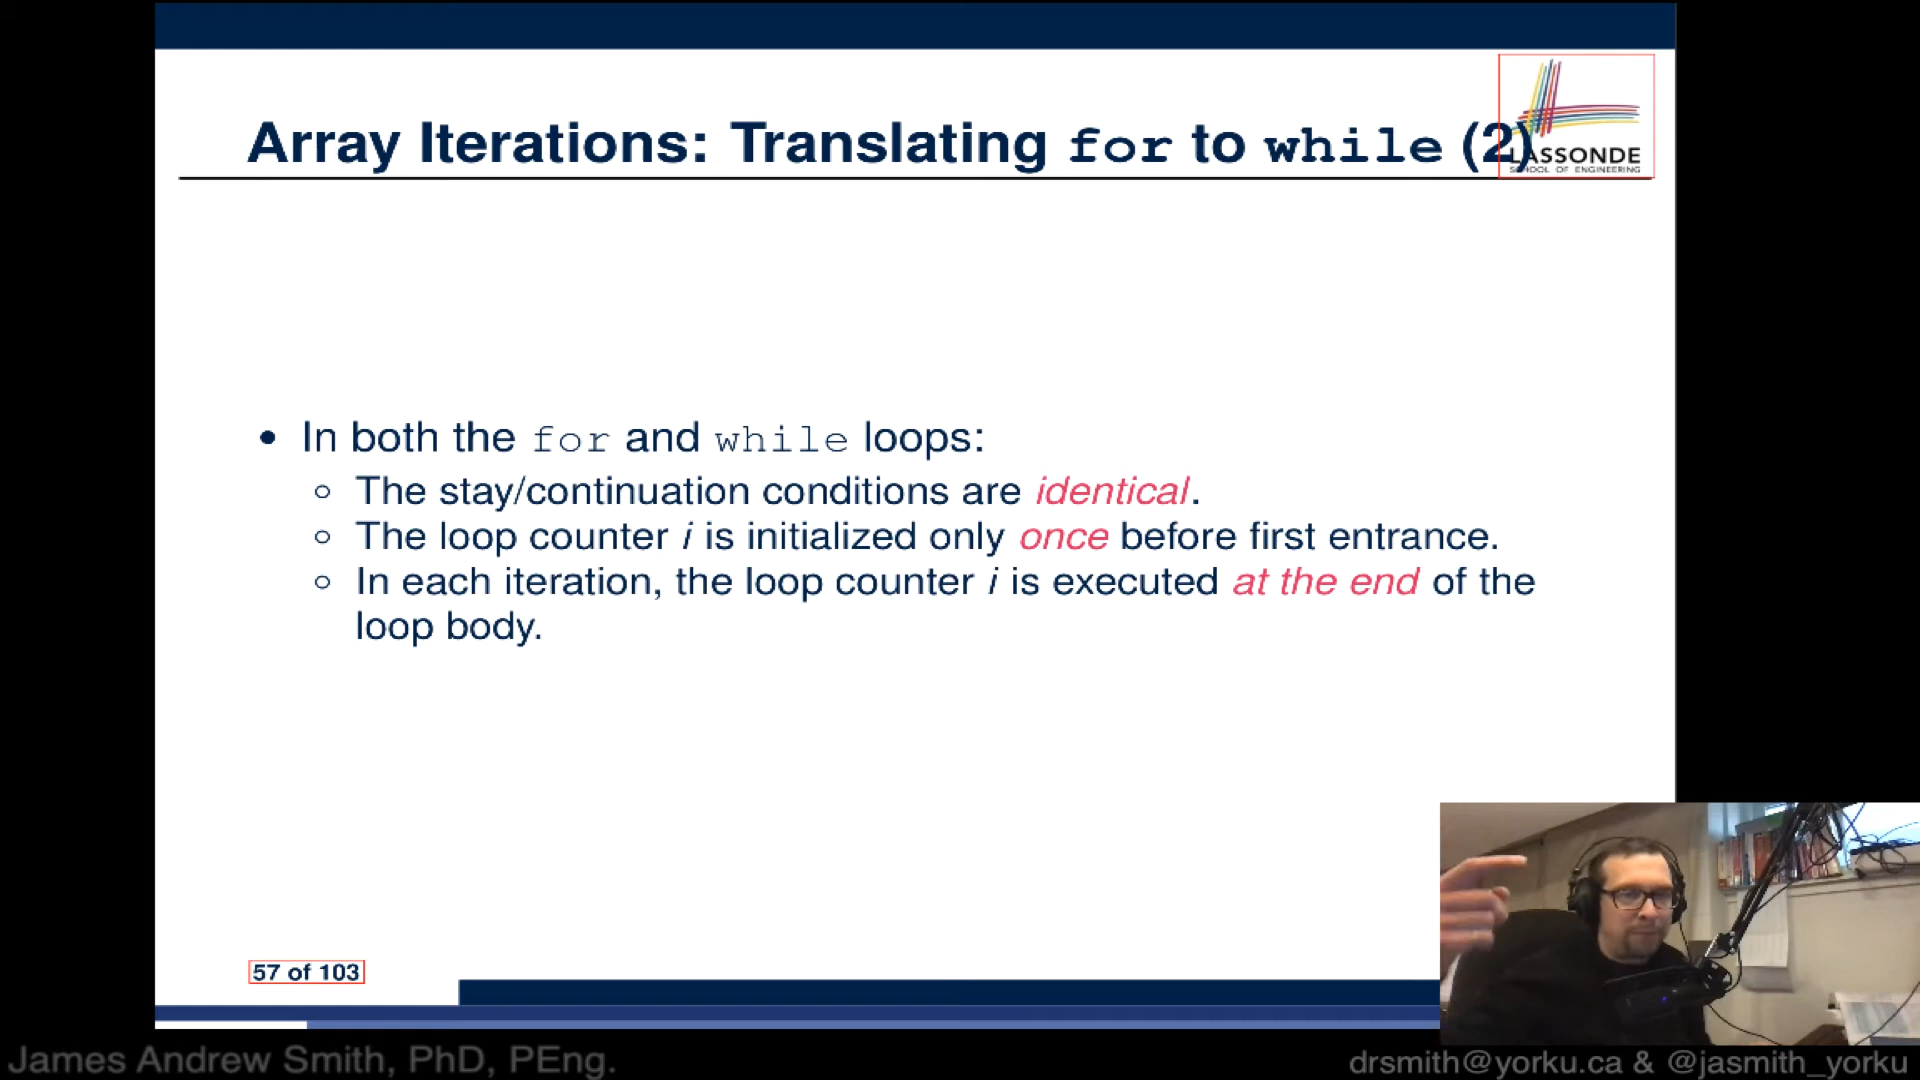 Array Iterations: Translating for to while (2)
LASSONDE
SCHOOL OF ENGINEERING
• In both the for and while loops:
◦ The stay/continuation conditions are identical.
◦ The loop counter i is initialized only once before first entrance.
◦ In each iteration, the loop counter i is executed at the end of the
loop body.
57 of 103
James Andrew Smith, PhD, PEng.
drsmith@yorku.ca & @jasmith_yorku